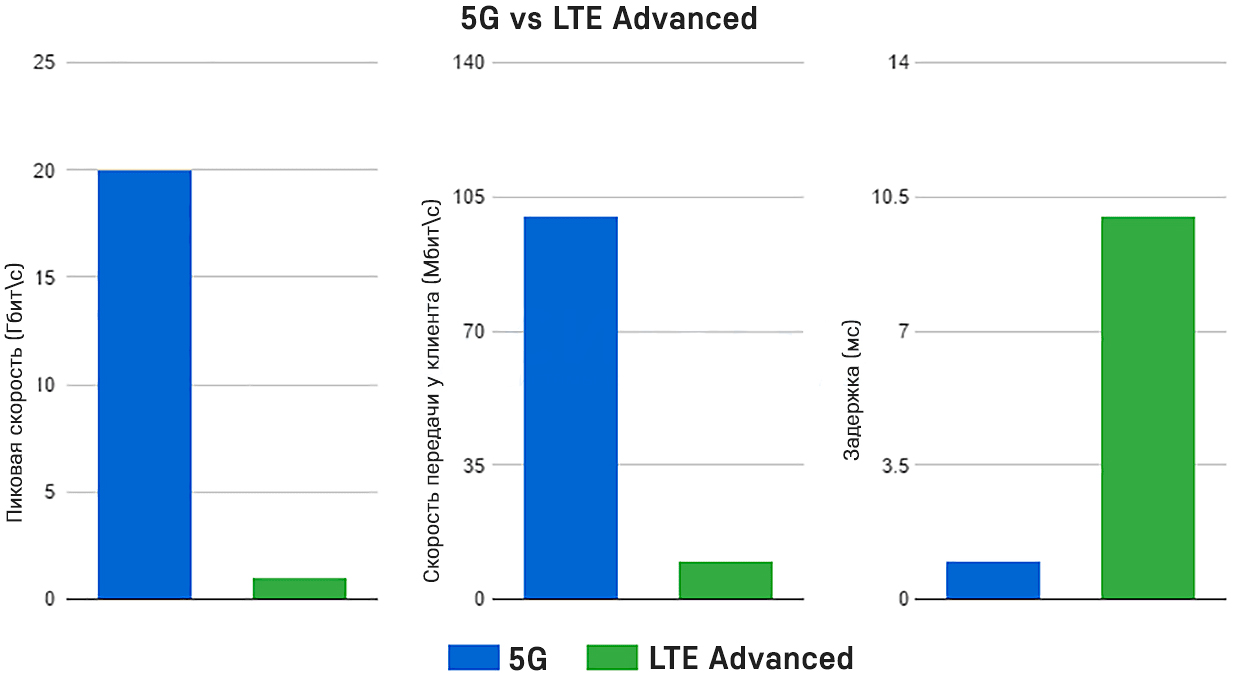 5G vs LTE Advanced
Пиковая скорость (Гбит\с)
25
20
15
10
5
0
Скорость передачи у клиента (Мбит\с)
140
105
70
35
0
Задержка (мс)
14
10.5
7
3.5
0
5G
LTE Advanced